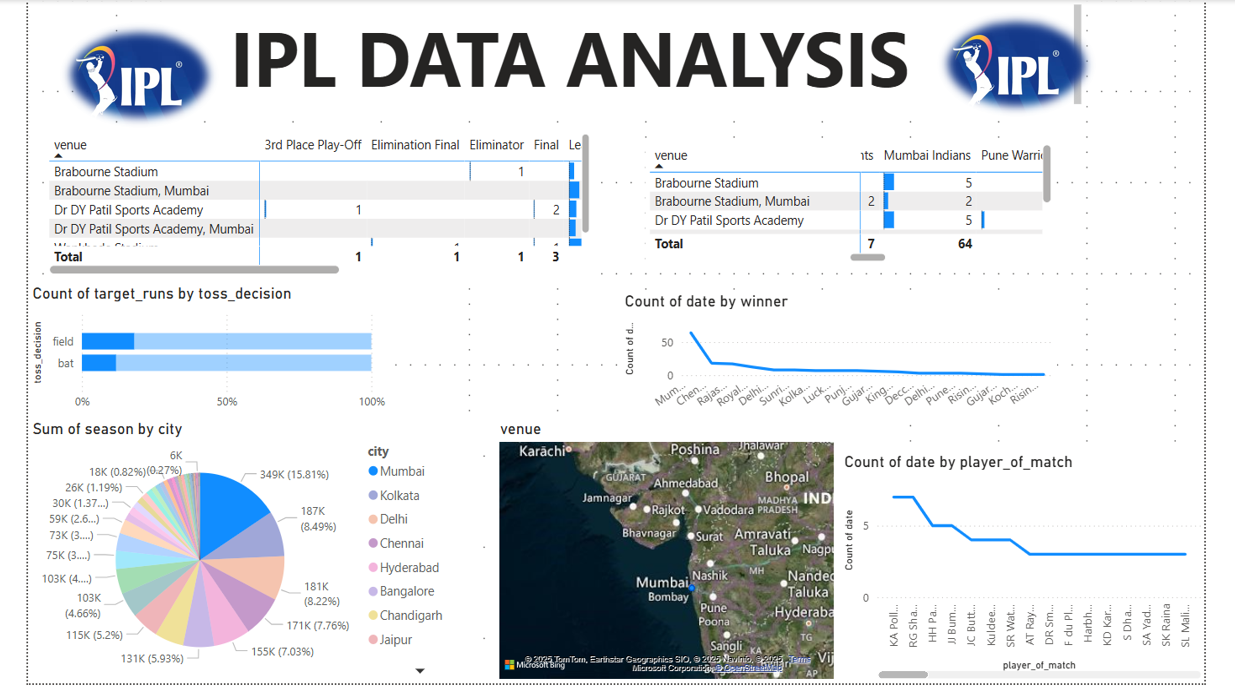 IPL®
IPL DATA ANALYSIS
IPL®
venue 3rd Place Play-Off Elimination Final Eliminator Final Le
Brabourne Stadium 1
Brabourne Stadium, Mumbai
Dr DY Patil Sports Academy 1 2
Dr DY Patil Sports Academy, Mumbai
Total 1 1 1 3
venue nts Mumbai Indians Pune Warri
Brabourne Stadium 5
Brabourne Stadium, Mumbai 2 2
Dr DY Patil Sports Academy 5
Total 7 64
Count of target_runs by toss_decision
toss_decision
field
bat
0% 50% 100%
Count of date by winner
Count of d...
50
0
Mum... Chen... Rajas... Royal... Delhi... Sunri... Kolka... Luck... Punj... Gujar... King... Decc... Delhi... Pune... Risin... Gujar... Koch... Risin...
Sum of season by city
6K
18K (0.82%) (0.27%)
26K (1.19%)
30K (1.37...)
59K (2.6...)
73K (3....)
75K (3....)
103K (4....)
103K
(4.66%)
115K (5.2%)
131K (5.93%)
155K (7.03%)
171K (7.76%)
181K
(8.22%)
187K
(8.49%)
349K (15.81%)
city
Mumbai
Kolkata
Delhi
Chennai
Hyderabad
Bangalore
Chandigarh
Jaipur
venue
Karāchi
Poshina
Jhalawar
GUJARAT
Ahmedabad
Bhopal
Jamnagar
Rajkot
Vadodara
MADHYA
PRADESH
IND
Bhavnagar
Surat
Amravati
Taluka
Nagp
Nashik
MH
Mumbai
Bombay
Nanded
Taluka
Pune
Poona
Hyderaba
TG
Sangli
KA
Vij
AP
Microsoft Bing
© 2025 TomTom, Earthstar Geographics SIO, © 2025 Navinfo, © 2025
Microsoft Corporation, © OpenStreetMap
Terms
Count of date by player_of_match
Count of date
5
0
KA Poll... RG Sha... HH Pa... JJ Bum... JC Butt... Kuldee... SR Wat... AT Ray... DR Sm... F du Pl... Harbh... KD Kar... S Dha... SA Yad... SK Raina SL Mali...
player_of_match